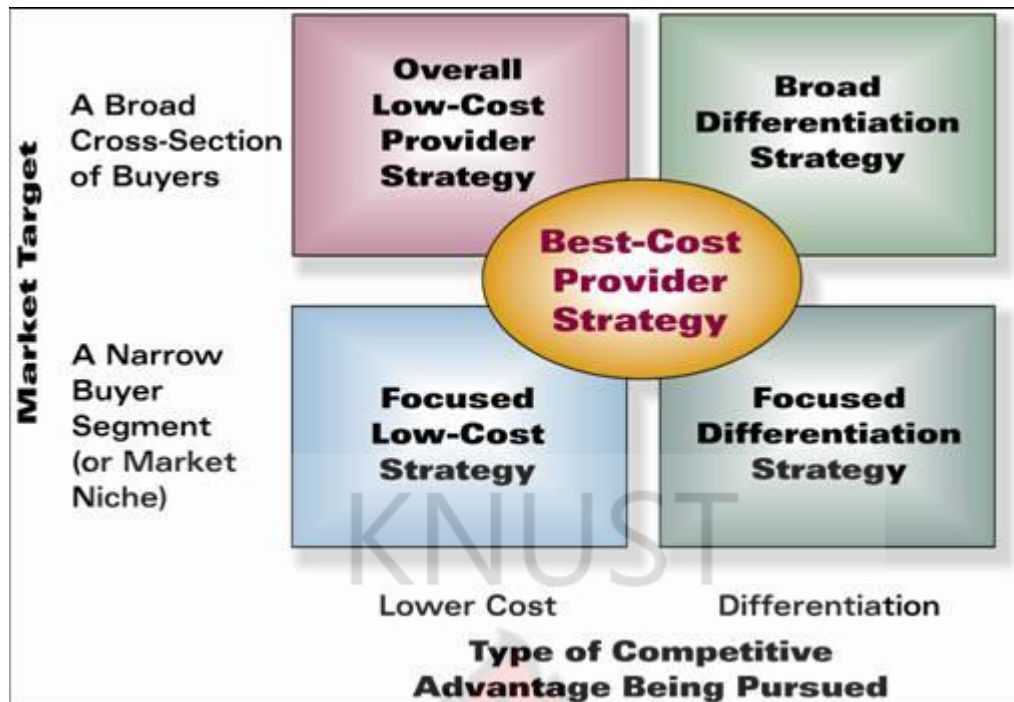 Market Target
A Broad
Cross-Section
of Buyers
Overall
Low-Cost
Provider
Strategy
Broad
Differentiation
Strategy
Best-Cost
Provider
Strategy
A Narrow
Buyer
Segment
(or Market
Niche)
Focused
Low-Cost
Strategy
Focused
Differentiation
Strategy
KNUST
Lower Cost
Differentiation
Type of Competitive
Advantage Being Pursued